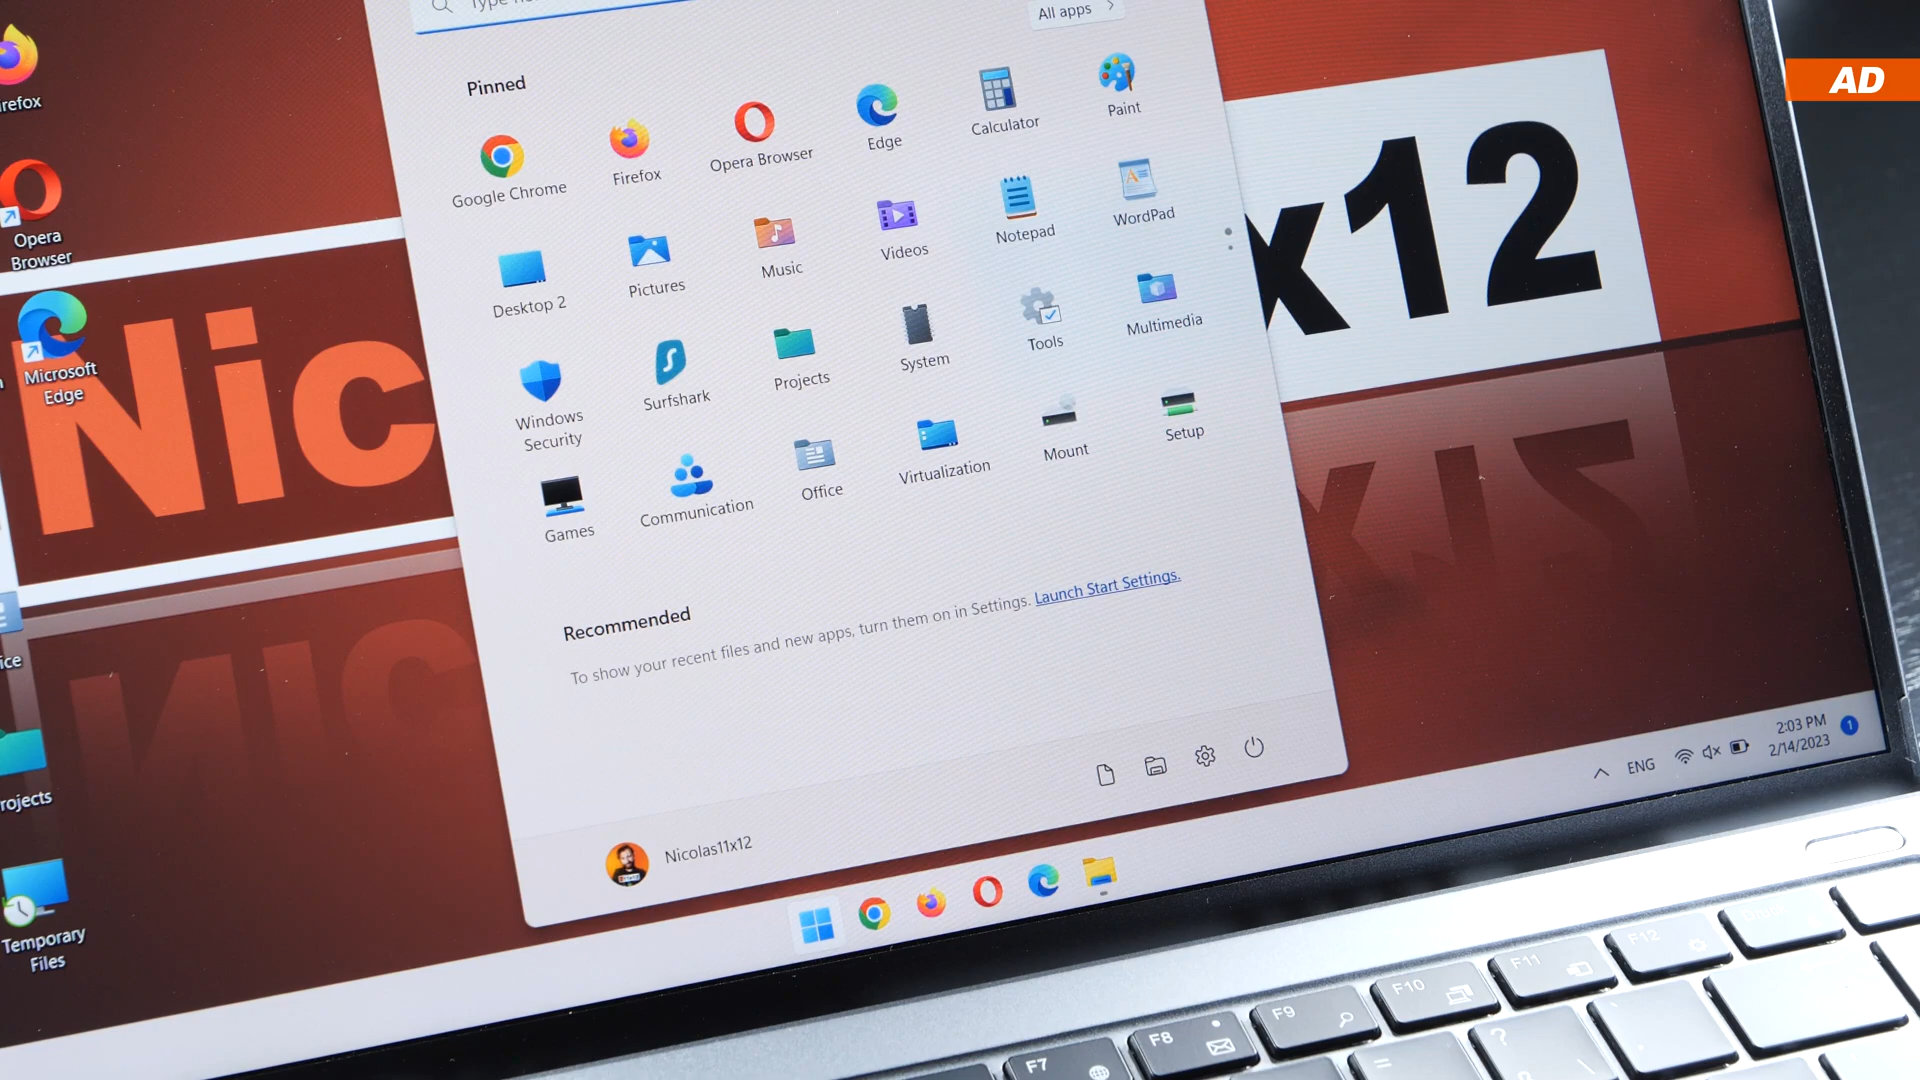 Type
All apps
Pinned
Google Chrome
Firefox
Opera Browser
Edge
Calculator
Paint
Desktop 2
Pictures
Music
Videos
Notepad
WordPad
Windows
Security
Surfshark
Projects
System
Tools
Multimedia
Games
Communication
Office
Virtualization
Mount
Setup
Recommended
To show your recent files and new apps, turn them on in Settings. Launch Start Settings.
Nicolas11x12
AD
refox
Opera
Browser
Microsoft
Edge
ice
rojects
Temporary
Files
Nic
x12
ENG
2:03 PM
2/14/2023
1
F7
F8
F9
F10
F11
F12
=
?